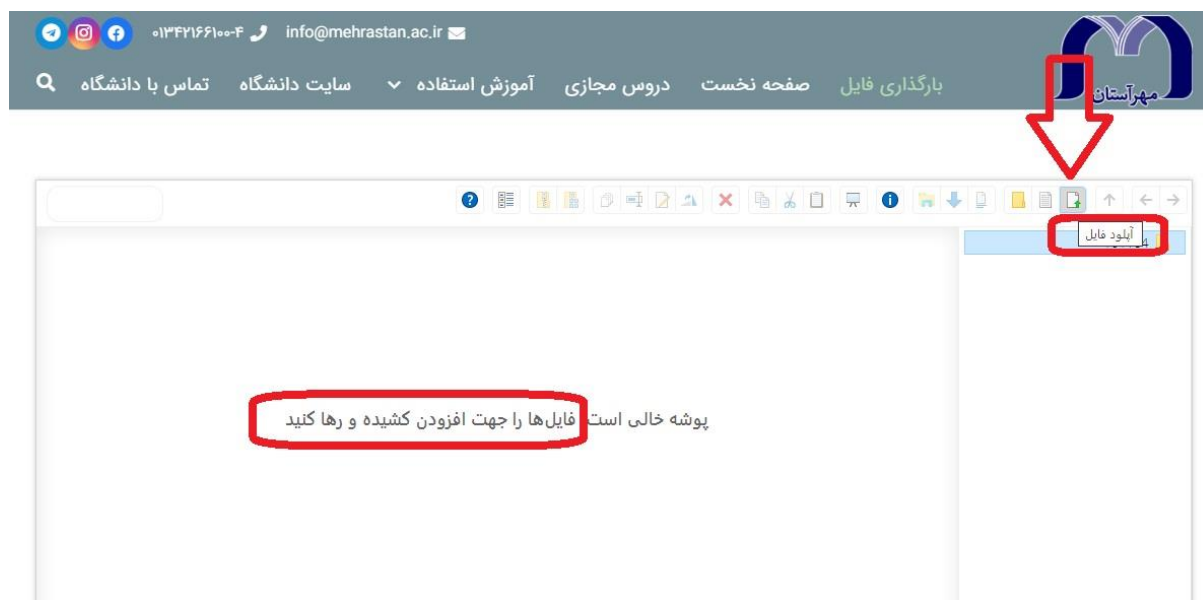 info@mehrastan.ac.ir ۰۱۳۴۲۱۶۶۱۰۰-۴
مهرآستان
بارگذاری فایل صفحه نخست دروس مجازی آموزش استفاده سایت دانشگاه تماس با دانشگاه
آپلود فایل
پوشه خالی است فایل‌ها را جهت افزودن کشیده و رها کنید